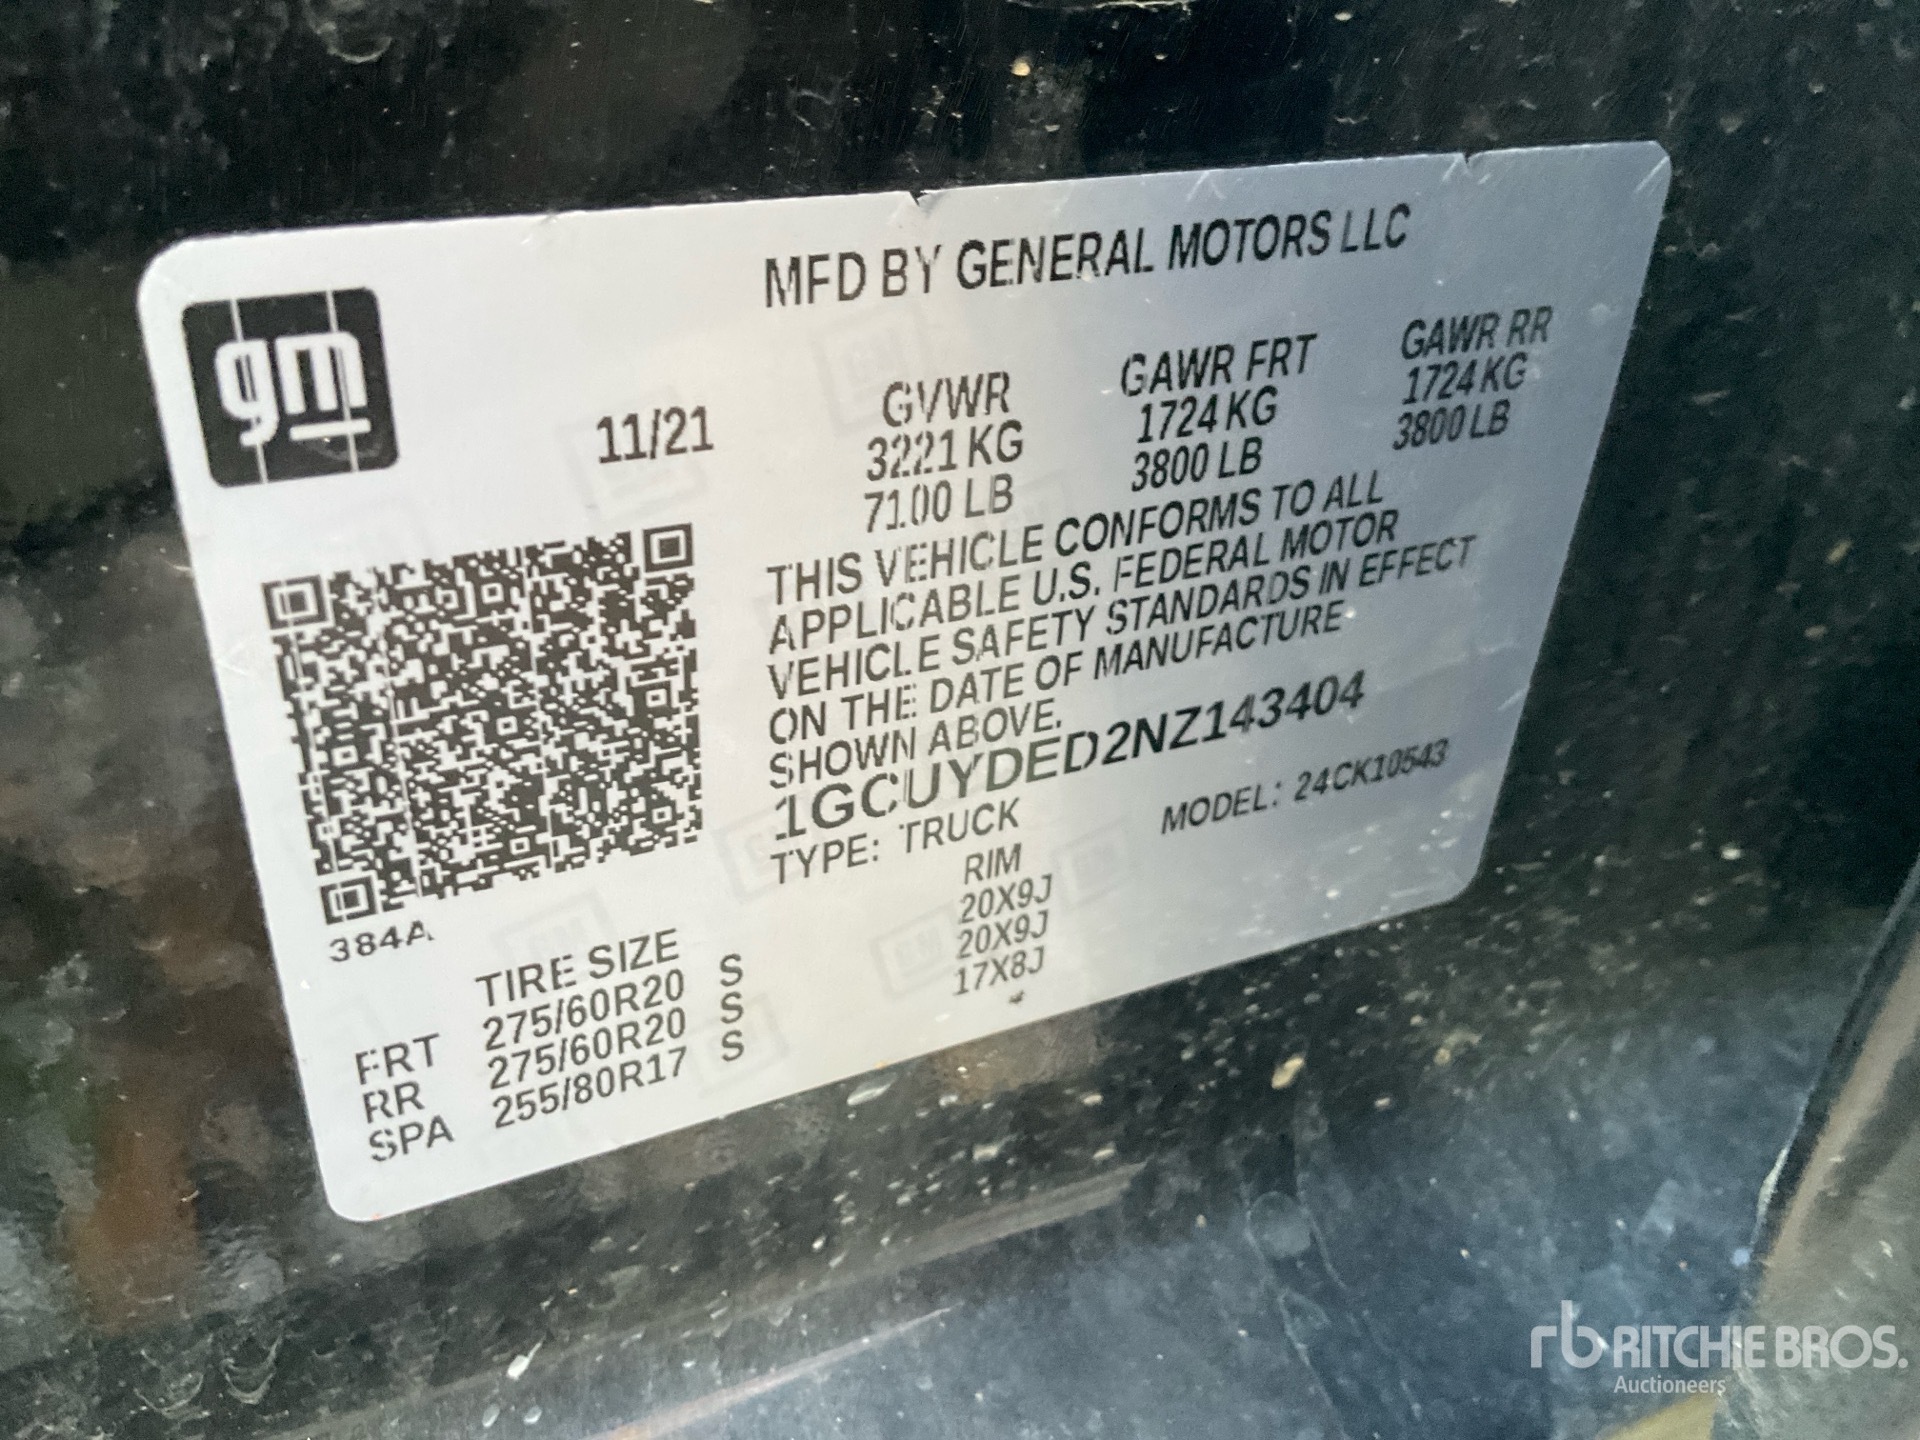 gm
MFD BY GENERAL MOTORS LLC
11/21
GVWR
3221 KG
7100 LB
GAWR FRT
1724 KG
3800 LB
GAWR RR
1724 KG
3800 LB
THIS VEHICLE CONFORMS TO ALL
APPLICABLE U.S. FEDERAL MOTOR
VEHICLE SAFETY STANDARDS IN EFFECT
ON THE DATE OF MANUFACTURE
SHOWN ABOVE.
1GCUYDED2NZ143404
TYPE: TRUCK MODEL: 24CK10543
384A
TIRE SIZE RIM
FRT 275/60R20 S 20X9J
RR 275/60R20 S 20X9J
SPA 255/80R17 S 17X8J
rb RITCHIE BROS.
Auctioneers